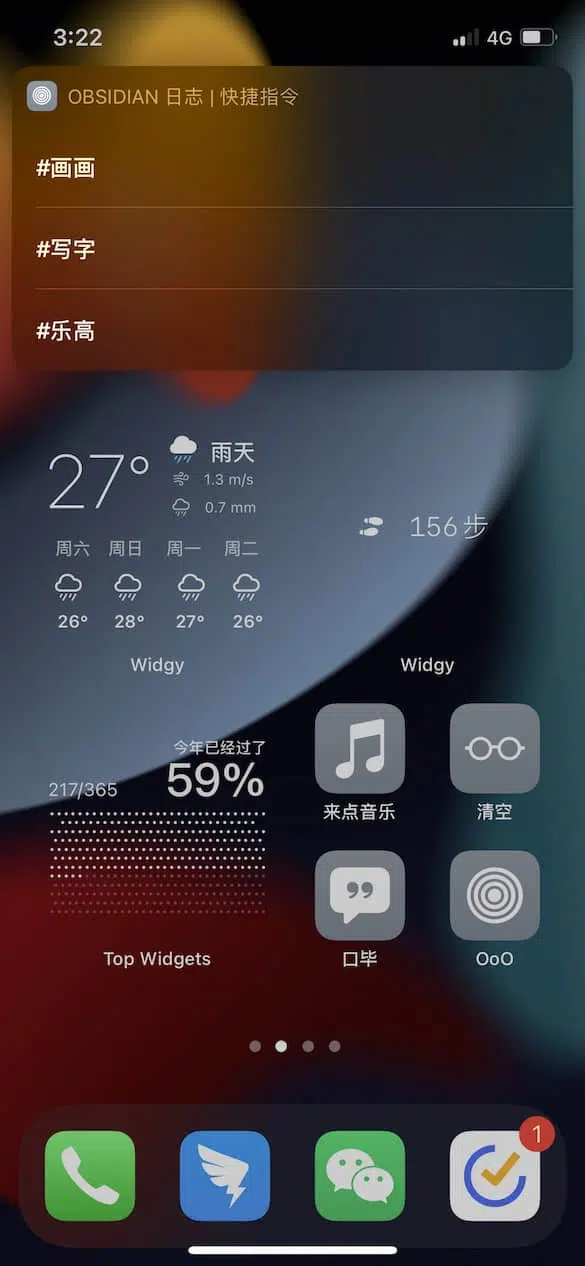 3:22 4G
OBSIDIAN 日志 | 快捷指令
#画画
#写字
#乐高
27° 雨天
1.3 m/s
0.7 mm
156步
周六 周日 周一 周二
26° 28° 27° 26°
Widgy Widgy
今年已经过了
217/365 59%
来点音乐 清空
口毕 OoO
Top Widgets
1